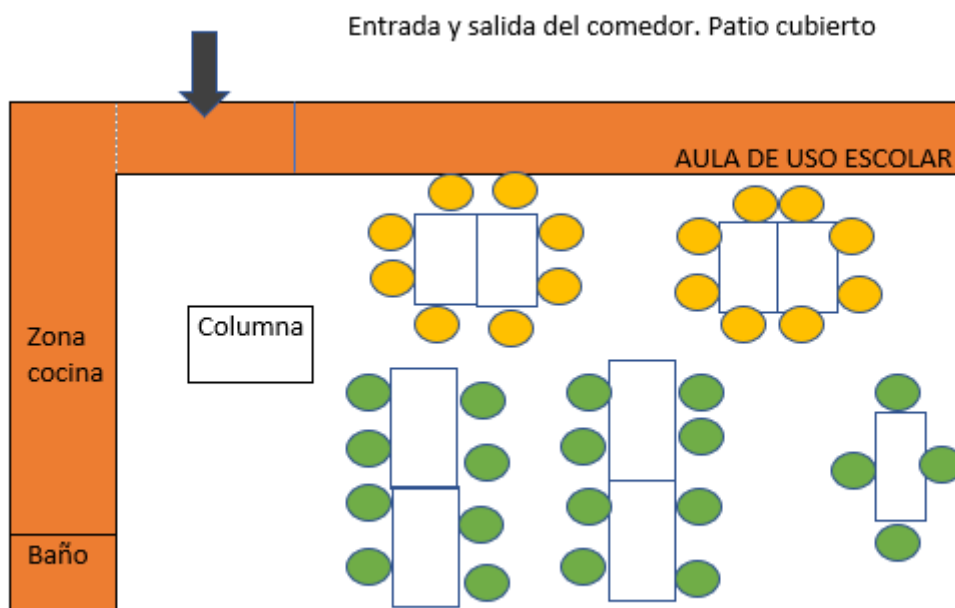 Entrada y salida del comedor. Patio cubierto
AULA DE USO ESCOLAR
Columna
Zona
cocina
Baño